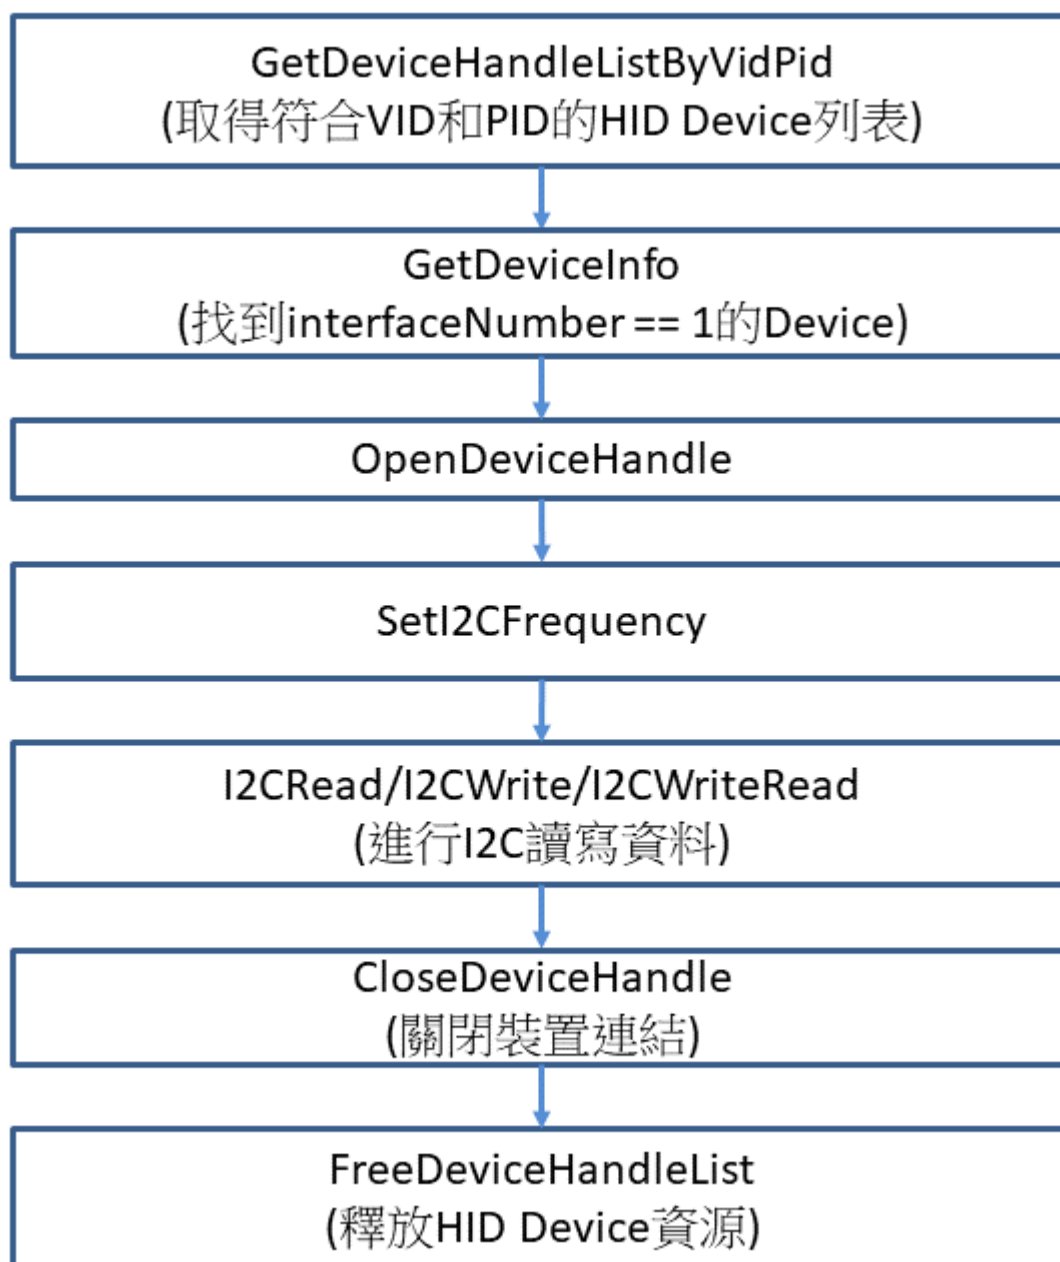 GetDeviceHandleListByVidPid
(取得符合VID和PID的HID Device列表)
GetDeviceInfo
(找到interfaceNumber == 1的Device)
OpenDeviceHandle
SetI2CFrequency
I2CRead/I2CWrite/I2CWriteRead
(進行I2C讀寫資料)
CloseDeviceHandle
(關閉裝置連結)
FreeDeviceHandleList
(釋放HID Device資源)